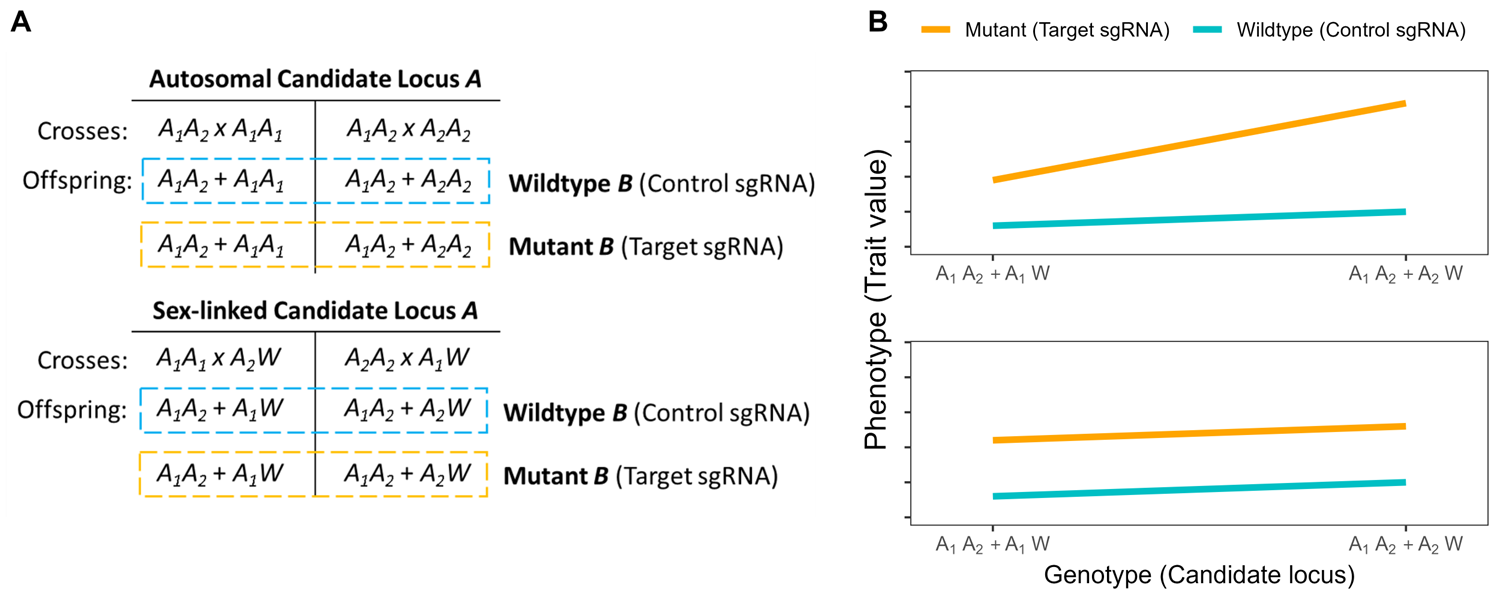 A
Autosomal Candidate Locus A
Crosses: A₁A₂ x A₁A₁ A₁A₂ x A₂A₂
Offspring: A₁A₂ + A₁A₁ A₁A₂ + A₂A₂ Wildtype B (Control sgRNA)
A₁A₂ + A₁A₁ A₁A₂ + A₂A₂ Mutant B (Target sgRNA)
Sex-linked Candidate Locus A
Crosses: A₁A₁ x A₂W A₂A₂ x A₁W
Offspring: A₁A₂ + A₁W A₁A₂ + A₂W Wildtype B (Control sgRNA)
A₁A₂ + A₁W A₁A₂ + A₂W Mutant B (Target sgRNA)
B
Mutant (Target sgRNA) Wildtype (Control sgRNA)
Phenotype (Trait value)
A₁ A₂ + A₁ W A₁ A₂ + A₂ W
A₁ A₂ + A₁ W A₁ A₂ + A₂ W
Genotype (Candidate locus)